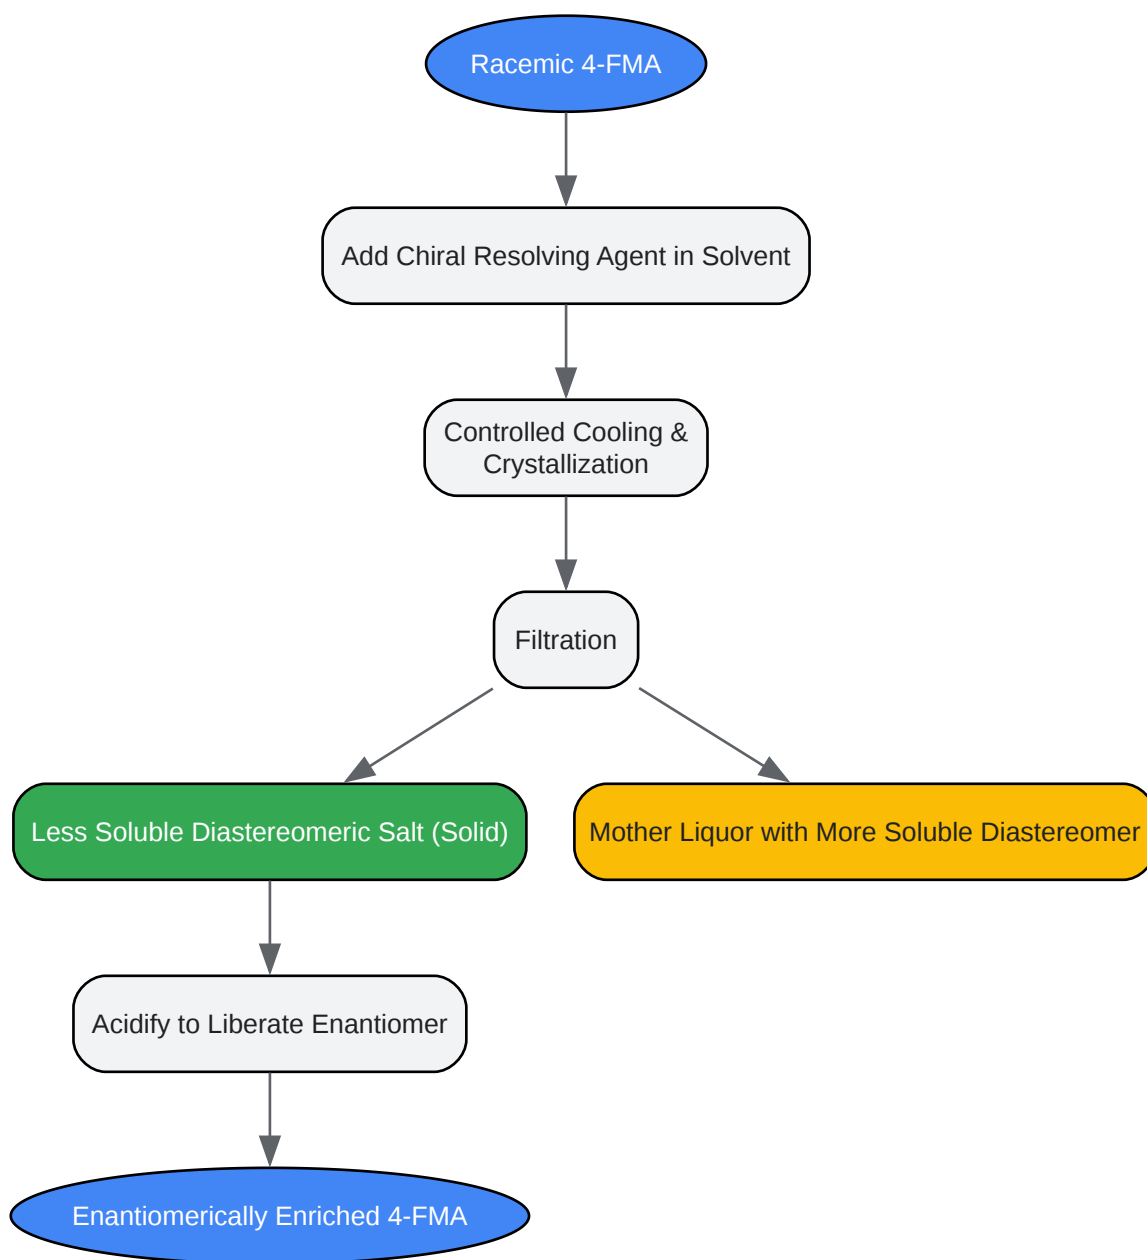 Racemic 4-FMA
Add Chiral Resolving Agent in Solvent
Controlled Cooling &
Crystallization
Filtration
Less Soluble Diastereomeric Salt (Solid)
Mother Liquor with More Soluble Diastereomer
Acidify to Liberate Enantiomer
Enantiomerically Enriched 4-FMA